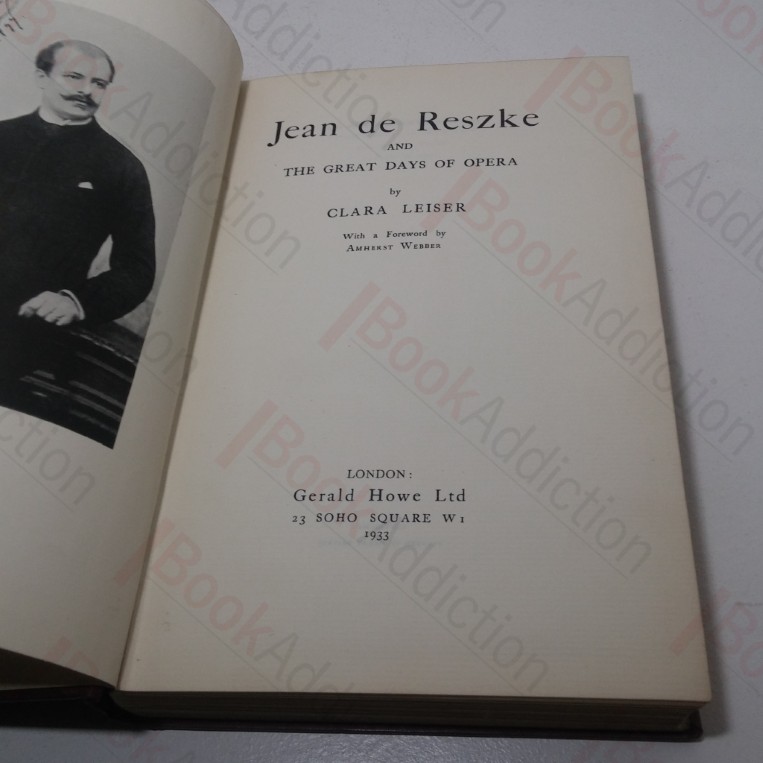 Jean de Reszke
AND
THE GREAT DAYS OF OPERA
by
CLARA LEISER
With a Foreword by
AMHERST WEBBER
LONDON:
Gerald Howe Ltd
23 SOHO SQUARE W1
1933
BookAddiction